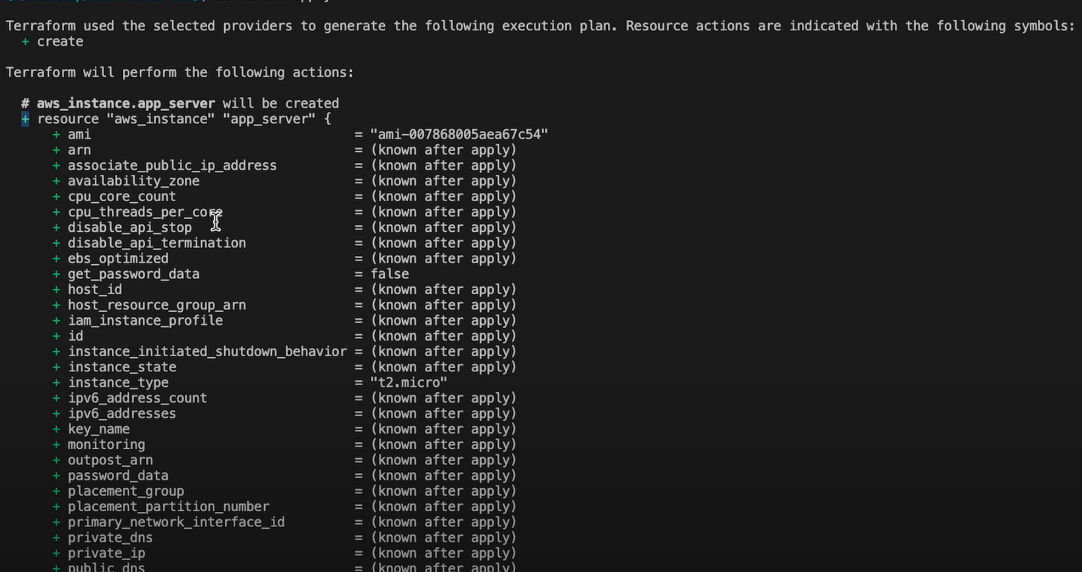 Terraform used the selected providers to generate the following execution plan. Resource actions are indicated with the following symbols:
+ create
Terraform will perform the following actions:
# aws_instance.app_server will be created
+ resource "aws_instance" "app_server" {
+ ami = "ami-007868005aea67c54"
+ arn = (known after apply)
+ associate_public_ip_address = (known after apply)
+ availability_zone = (known after apply)
+ cpu_core_count = (known after apply)
+ cpu_threads_per_core = (known after apply)
+ disable_api_stop = (known after apply)
+ disable_api_termination = (known after apply)
+ ebs_optimized = (known after apply)
+ get_password_data = false
+ host_id = (known after apply)
+ host_resource_group_arn = (known after apply)
+ iam_instance_profile = (known after apply)
+ id = (known after apply)
+ instance_initiated_shutdown_behavior = (known after apply)
+ instance_state = (known after apply)
+ instance_type = "t2.micro"
+ ipv6_address_count = (known after apply)
+ ipv6_addresses = (known after apply)
+ key_name = (known after apply)
+ monitoring = (known after apply)
+ outpost_arn = (known after apply)
+ password_data = (known after apply)
+ placement_group = (known after apply)
+ placement_partition_number = (known after apply)
+ primary_network_interface_id = (known after apply)
+ private_dns = (known after apply)
+ private_ip = (known after apply)
+ public_dns = (known after apply)